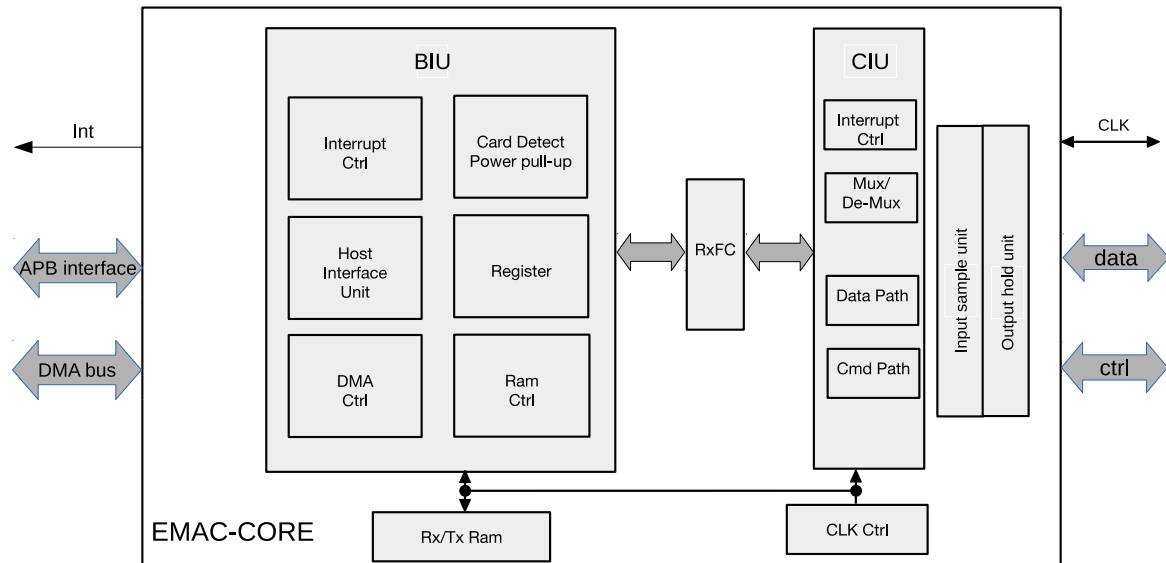 BIU
Interrupt
Ctrl
Card Detect
Power pull-up
Host
Interface
Unit
Register
DMA
Ctrl
Ram
Ctrl
RxFC
CIU
Interrupt
Ctrl
Mux/
De-Mux
Data Path
Cmd Path
Input sample unit
Output hold unit
Int
APB interface
DMA bus
CLK
data
ctrl
EMAC-CORE
Rx/Tx Ram
CLK Ctrl